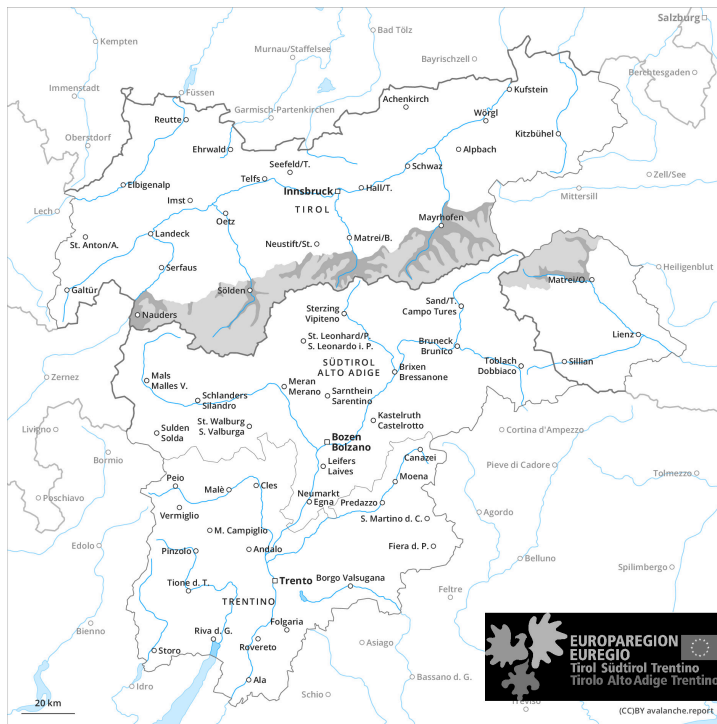 Salzburg
Kempten
Bad Tölz
Murnau/Staffelsee
Bayrischzell
Berchtesgaden
Immenstadt
Füssen
Kufstein
Achenkirch
Garmisch-Partenkirchen
Wörgl
Reutte
Kitzbühel
Oberstdorf
Ehrwald
Alpbach
Seefeld/T.
Schwaz
Zell/See
Telfs
Elbigenalp
Innsbruck
Hall/T.
Mittersill
Imst
TIROL
Lech
Oetz
Mayrhofen
Landeck
Matrei/B.
St. Anton/A.
Neustift/St.
Serfaus
Heiligenblut
Matrei/O.
Galtür
Sölden
Sand/T.
Campo Tures
Sterzing
Vipiteno
Nauders
Lienz
St. Leonhard/P.
S. Leonardo i. P.
Bruneck
Brunico
SÜDTIROL
ALTO ADIGE
Toblach
Dobbiaco
Sillian
Brixen
Bressanone
Zernez
Mals
Malles V.
Meran
Merano
Sarnthein
Sarentino
Schlanders
Silandro
St. Walburg
S. Valburga
Kastelruth
Castelrotto
Livigno
Sulden
Solda
Cortina d'Ampezzo
Bozen
Bolzano
Canazei
Bormio
Leifers
Laives
Pieve di Cadore
Tolmezzo
Peio
Malè
Cles
Moena
Poschiavo
Neumarkt
Egna
Predazzo
Vermiglio
Agordo
S. Martino d. C.
M. Campiglio
Edolo
Pinzolo
Andalo
Fiera d. P.
Belluno
Spilimbergo
Tione d. T.
Trento
Borgo Valsugana
Feltre
TRENTINO
Bienno
Folgaria
Riva d. G.
Storo
Rovereto
Asiago
Ala
Bassano d. G.
Idro
Schio
Treviso
EUROPAREGION
EUREGIO
Tirol Südtirol Trentino
Tirolo Alto Adige Trentino
20 km
(CC)BY avalanche.report